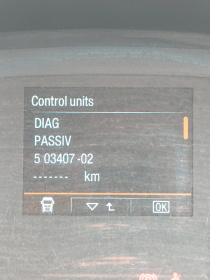 Control units
DIAG
PASSIV
5 03407-02
------- km
OK